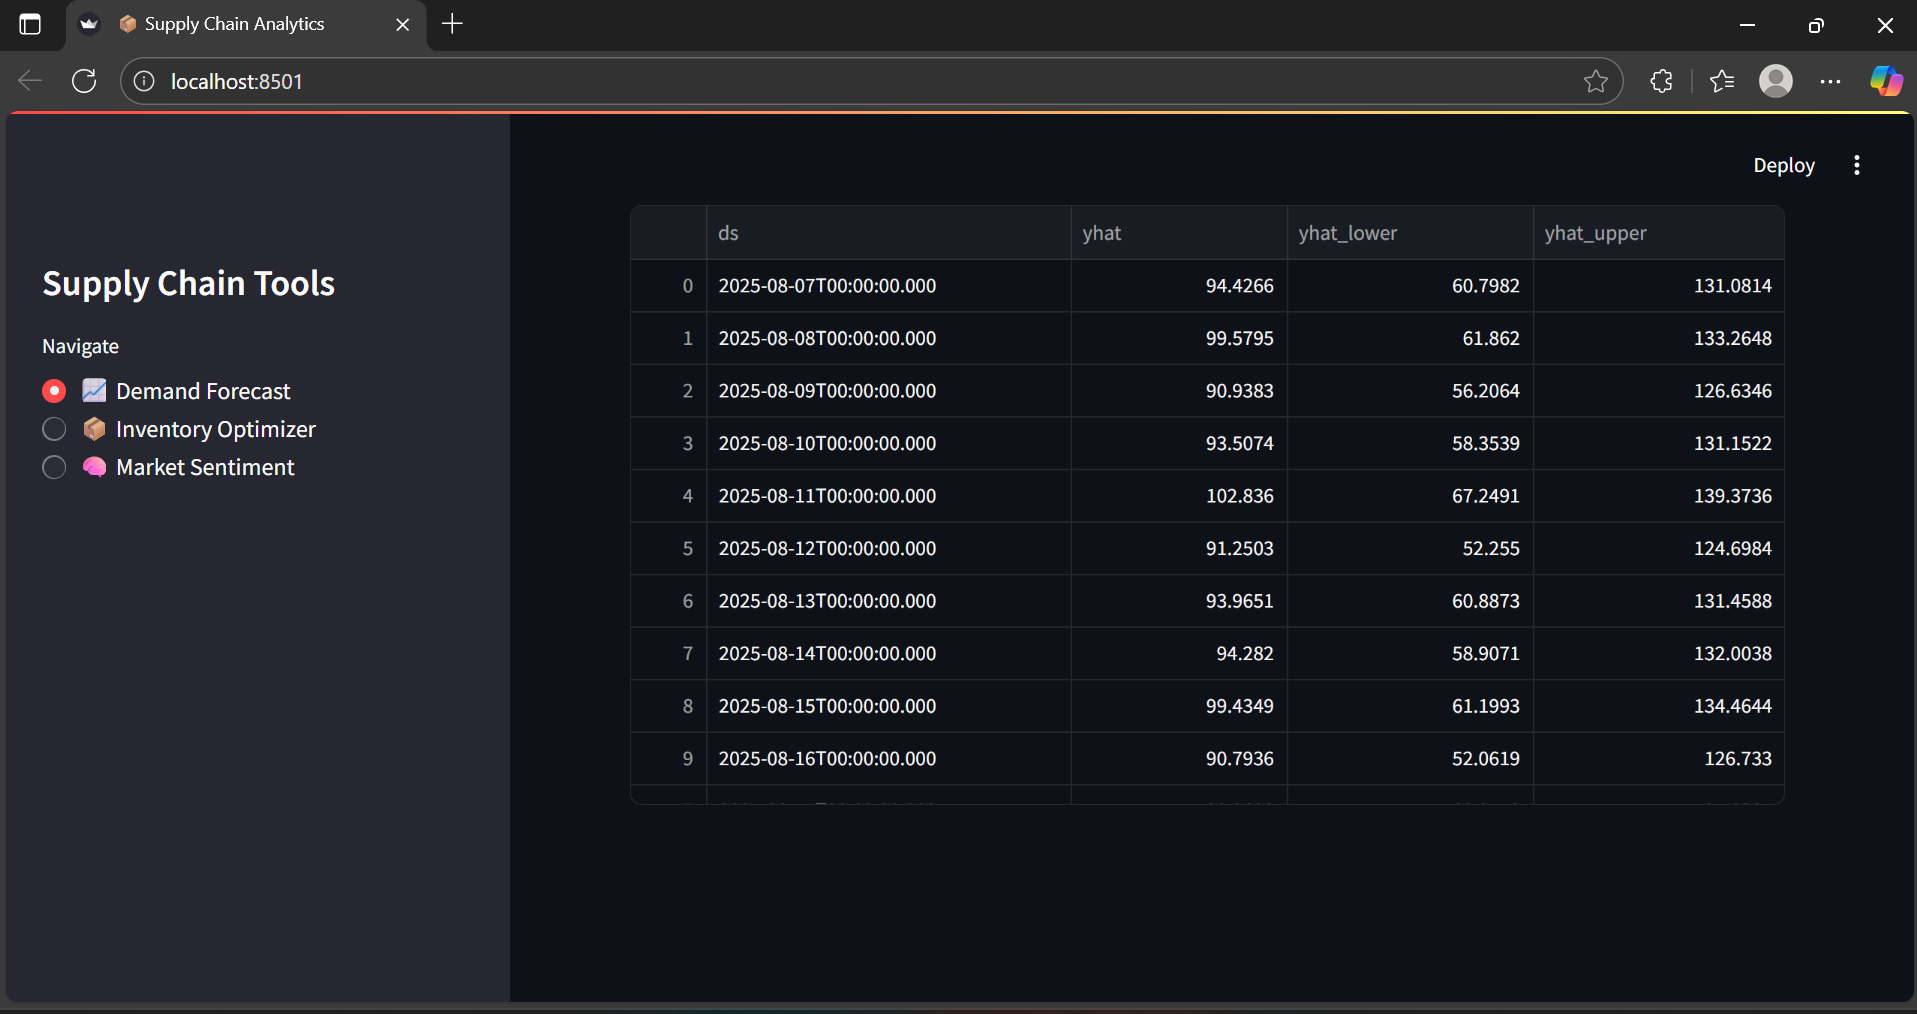 📦 Supply Chain Analytics
localhost:8501
Deploy
Supply Chain Tools
Navigate
📈 Demand Forecast
📦 Inventory Optimizer
🧠 Market Sentiment
ds yhat yhat_lower yhat_upper
0 2025-08-07T00:00:00.000 94.4266 60.7982 131.0814
1 2025-08-08T00:00:00.000 99.5795 61.862 133.2648
2 2025-08-09T00:00:00.000 90.9383 56.2064 126.6346
3 2025-08-10T00:00:00.000 93.5074 58.3539 131.1522
4 2025-08-11T00:00:00.000 102.836 67.2491 139.3736
5 2025-08-12T00:00:00.000 91.2503 52.255 124.6984
6 2025-08-13T00:00:00.000 93.9651 60.8873 131.4588
7 2025-08-14T00:00:00.000 94.282 58.9071 132.0038
8 2025-08-15T00:00:00.000 99.4349 61.1993 134.4644
9 2025-08-16T00:00:00.000 90.7936 52.0619 126.733